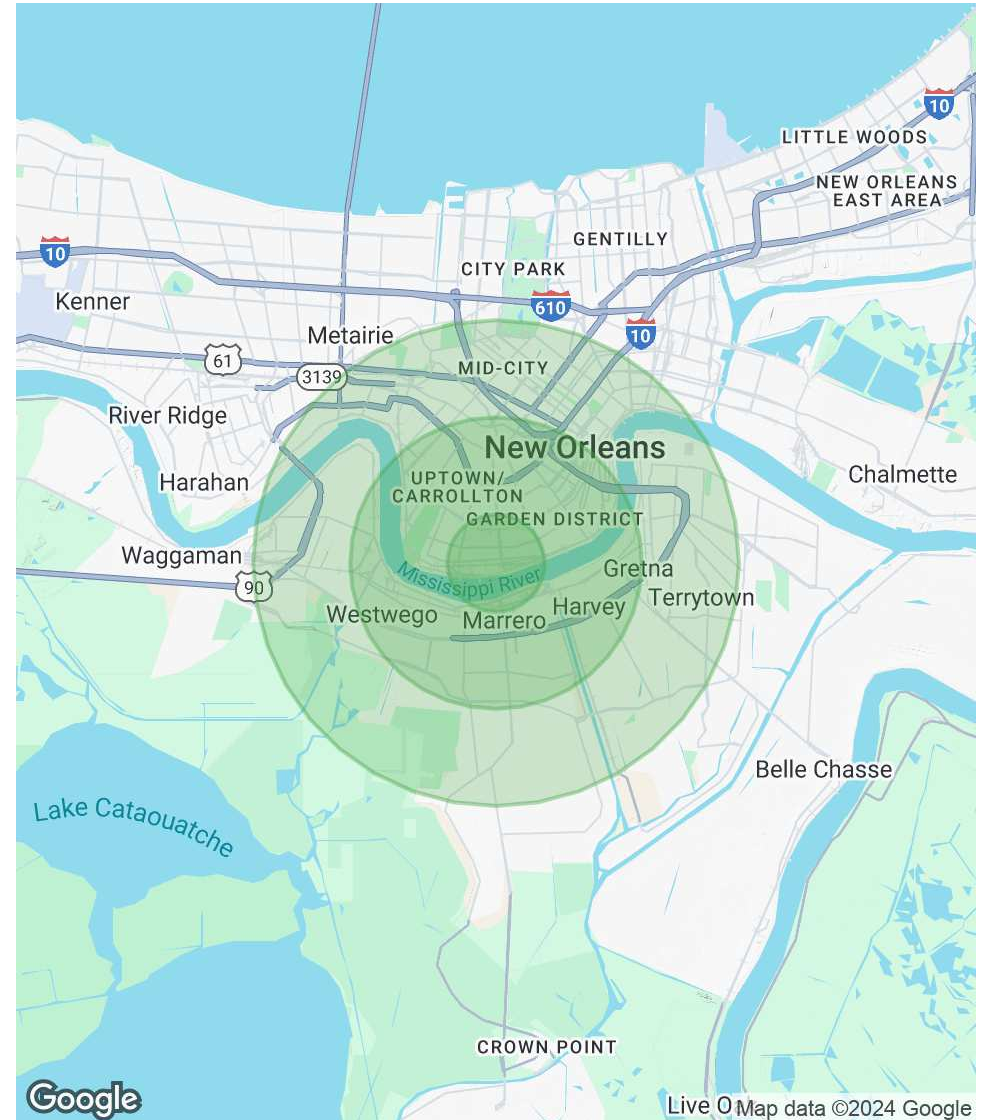 10
LITTLE WOODS
NEW ORLEANS
EAST AREA
GENTILLY
10
CITY PARK
Kenner
610
10
Metairie
61
MID-CITY
3139
River Ridge
New Orleans
Harahan
UPTOWN/
CARROLLTON
Chalmette
GARDEN DISTRICT
Waggaman
Mississippi River
Gretna
90
Terrytown
Westwego
Harvey
Marrero
Belle Chasse
Lake Cataouatche
CROWN POINT
Google
Live O
Map data ©2024 Google